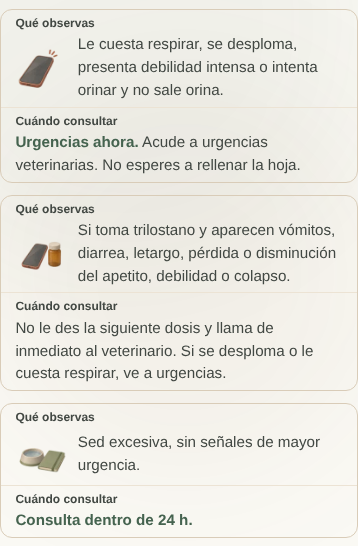 Qué observas
Le cuesta respirar, se desploma,
presenta debilidad intensa o intenta
orinar y no sale orina.
Cuándo consultar
Urgencias ahora. Acude a urgencias
veterinarias. No esperes a rellenar la hoja.
Qué observas
Si toma trilostano y aparecen vómitos,
diarrea, letargo, pérdida o disminución
del apetito, debilidad o colapso.
Cuándo consultar
No le des la siguiente dosis y llama de
inmediato al veterinario. Si se desploma o le
cuesta respirar, ve a urgencias.
Qué observas
Sed excesiva, sin señales de mayor
urgencia.
Cuándo consultar
Consulta dentro de 24 h.